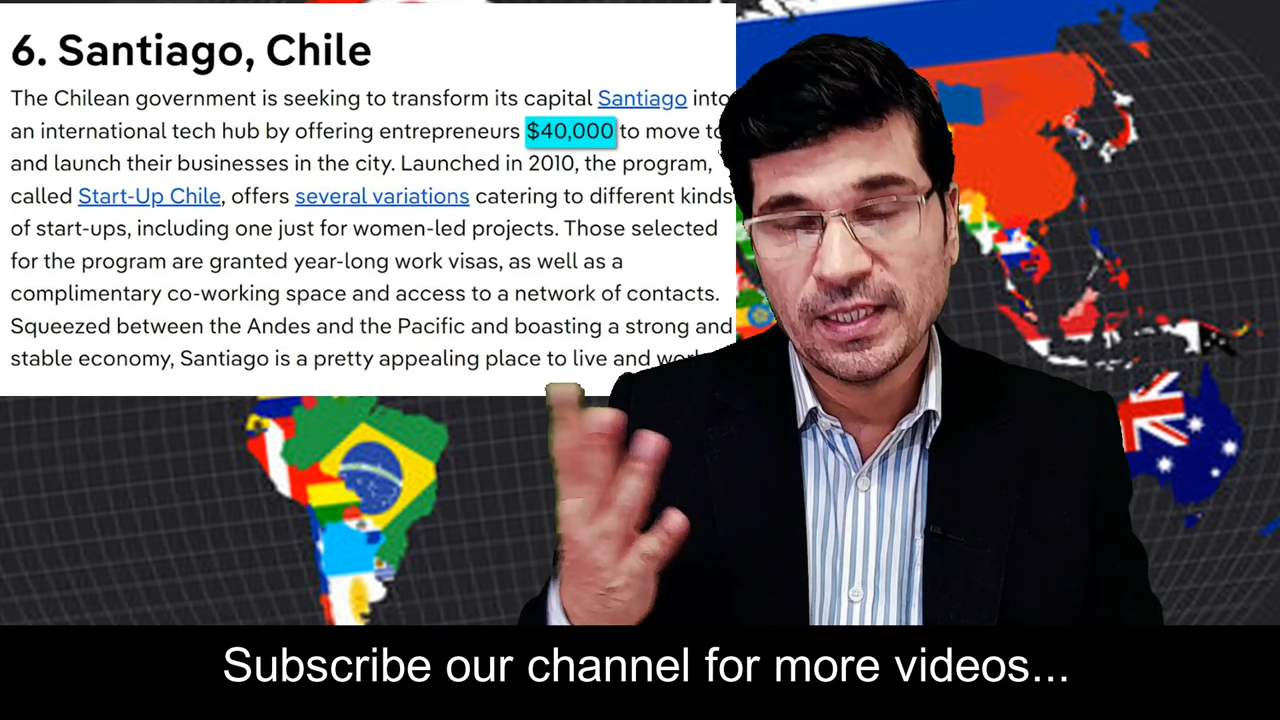 6. Santiago, Chile
The Chilean government is seeking to transform its capital Santiago into
an international tech hub by offering entrepreneurs $40,000 to move to
and launch their businesses in the city. Launched in 2010, the program,
called Start-Up Chile, offers several variations catering to different kinds
of start-ups, including one just for women-led projects. Those selected
for the program are granted year-long work visas, as well as a
complimentary co-working space and access to a network of contacts.
Squeezed between the Andes and the Pacific and boasting a strong and
stable economy, Santiago is a pretty appealing place to live and work
Subscribe our channel for more videos...